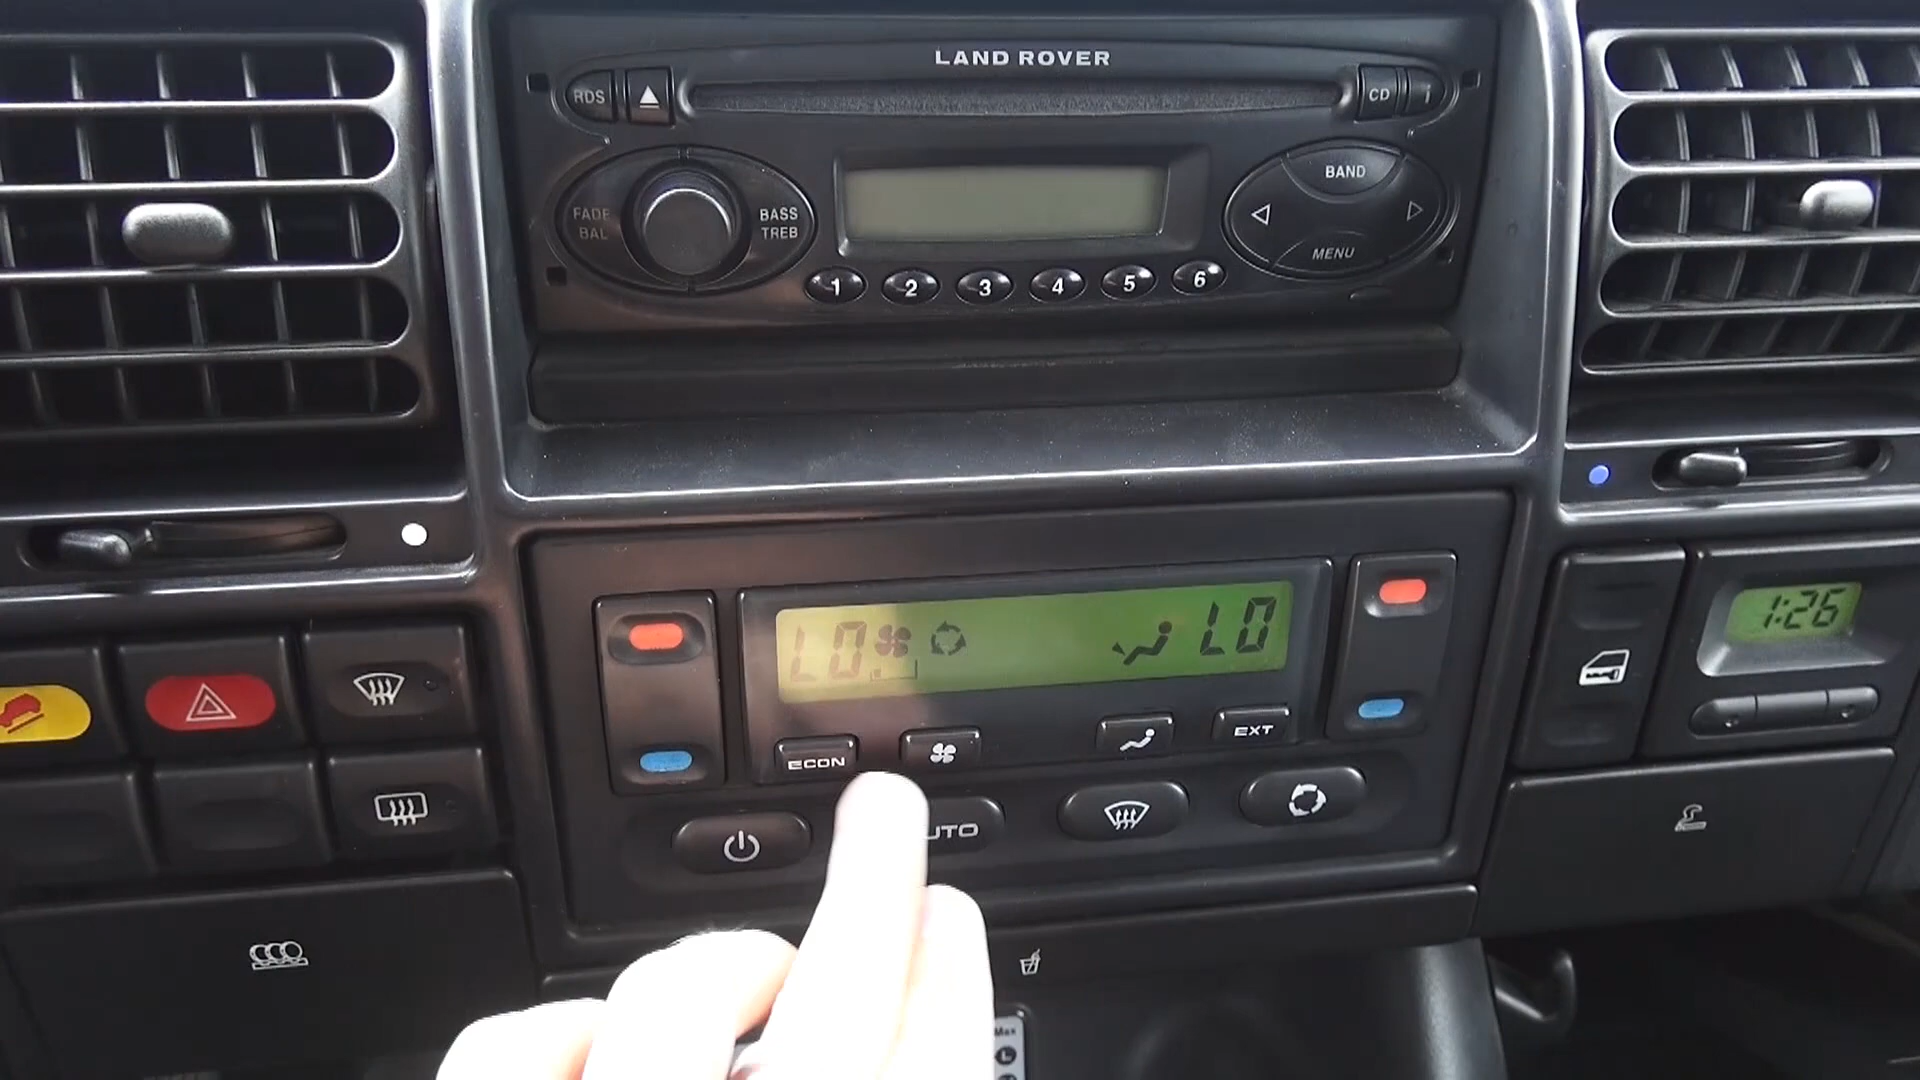 LAND ROVER
RDS
CD
i
FADE
BAL
BASS
TREB
BAND
MENU
1 2 3 4 5 6
LO
LO
1:26
ECON
EXT
UTO
Max
L